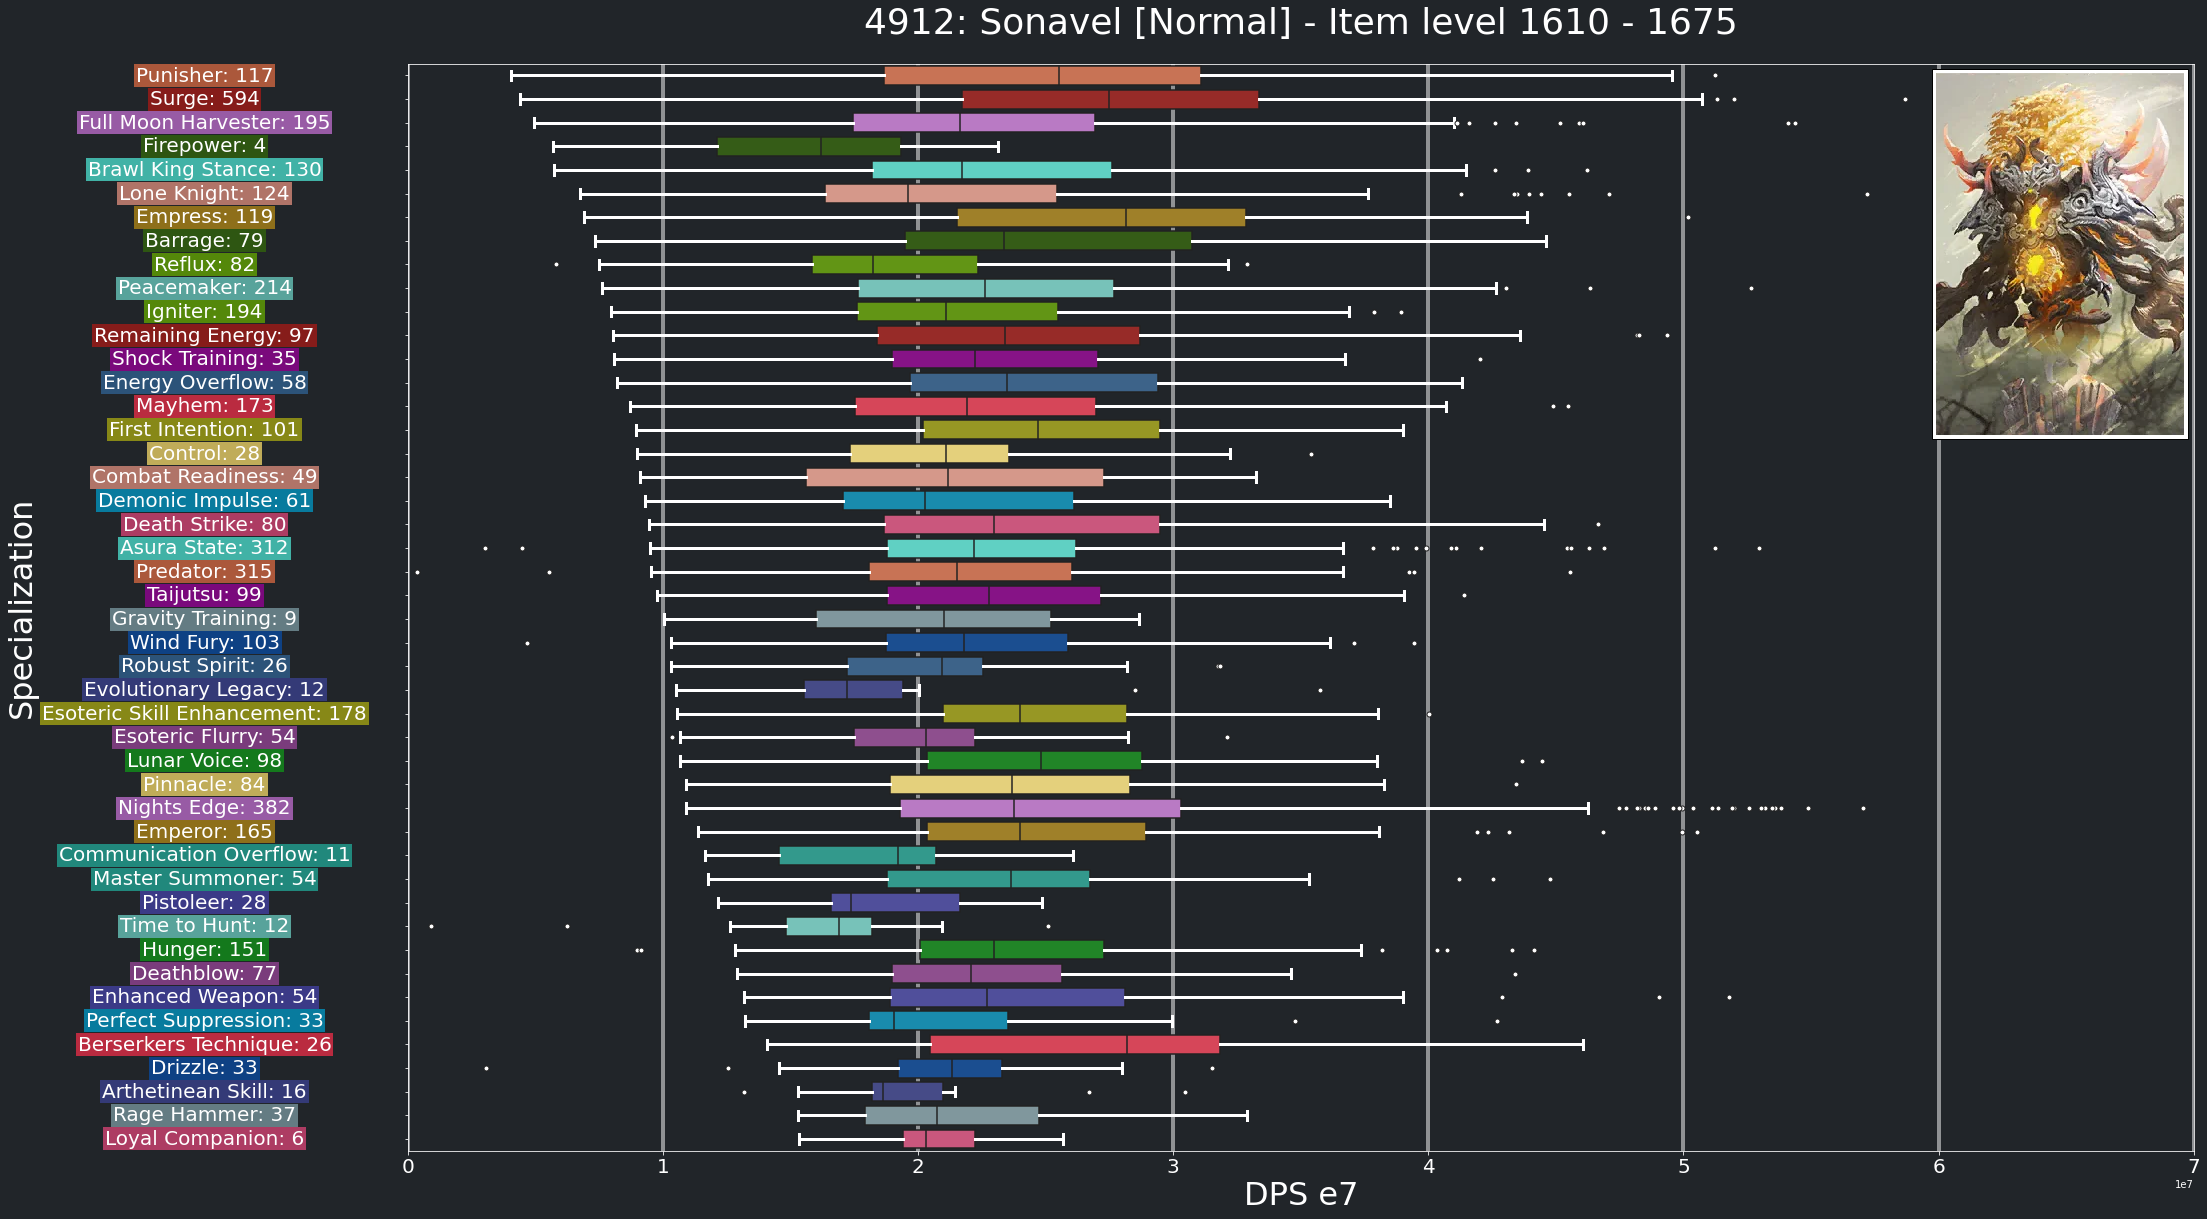 4912: Sonavel [Normal] - Item level 1610 - 1675
Punisher: 117
Surge: 594
Full Moon Harvester: 195
Firepower: 4
Brawl King Stance: 130
Lone Knight: 124
Empress: 119
Barrage: 79
Reflux: 82
Peacemaker: 214
Igniter: 194
Remaining Energy: 97
Shock Training: 35
Energy Overflow: 58
Mayhem: 173
First Intention: 101
Control: 28
Combat Readiness: 49
Demonic Impulse: 61
Death Strike: 80
Asura State: 312
Predator: 315
Taijutsu: 99
Gravity Training: 9
Wind Fury: 103
Robust Spirit: 26
Evolutionary Legacy: 12
Esoteric Skill Enhancement: 178
Esoteric Flurry: 54
Lunar Voice: 98
Pinnacle: 84
Nights Edge: 382
Emperor: 165
Communication Overflow: 11
Master Summoner: 54
Pistoleer: 28
Time to Hunt: 12
Hunger: 151
Deathblow: 77
Enhanced Weapon: 54
Perfect Suppression: 33
Berserkers Technique: 26
Drizzle: 33
Arthetinean Skill: 16
Rage Hammer: 37
Loyal Companion: 6
Specialization
0 1 2 3 4 5 6 7
1e7
DPS e7